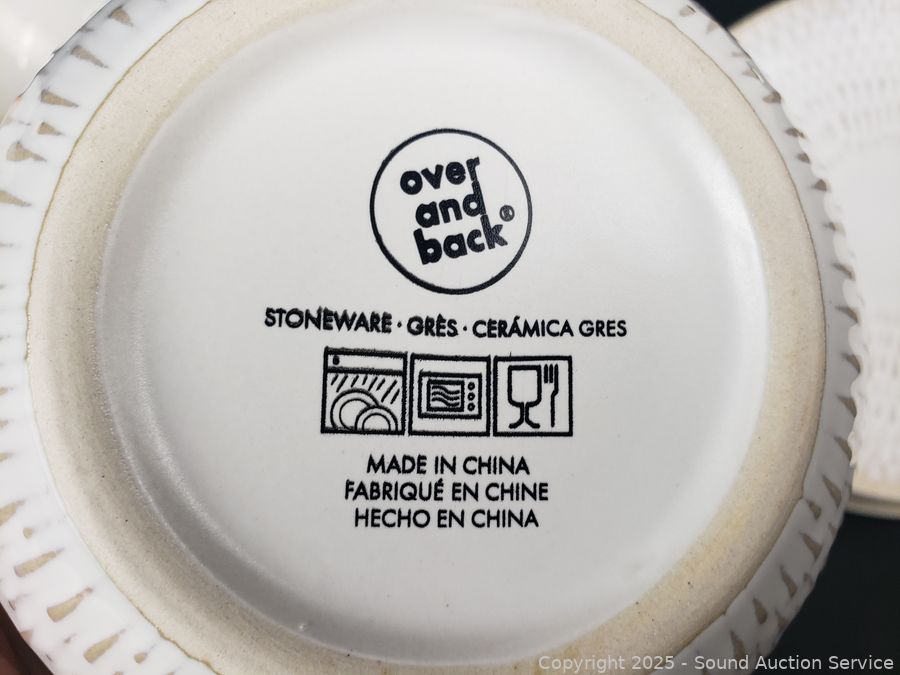 over
and
back®
STONEWARE · GRÈS · CERÁMICA GRES
MADE IN CHINA
FABRIQUÉ EN CHINE
HECHO EN CHINA
Copyright 2025 - Sound Auction Service